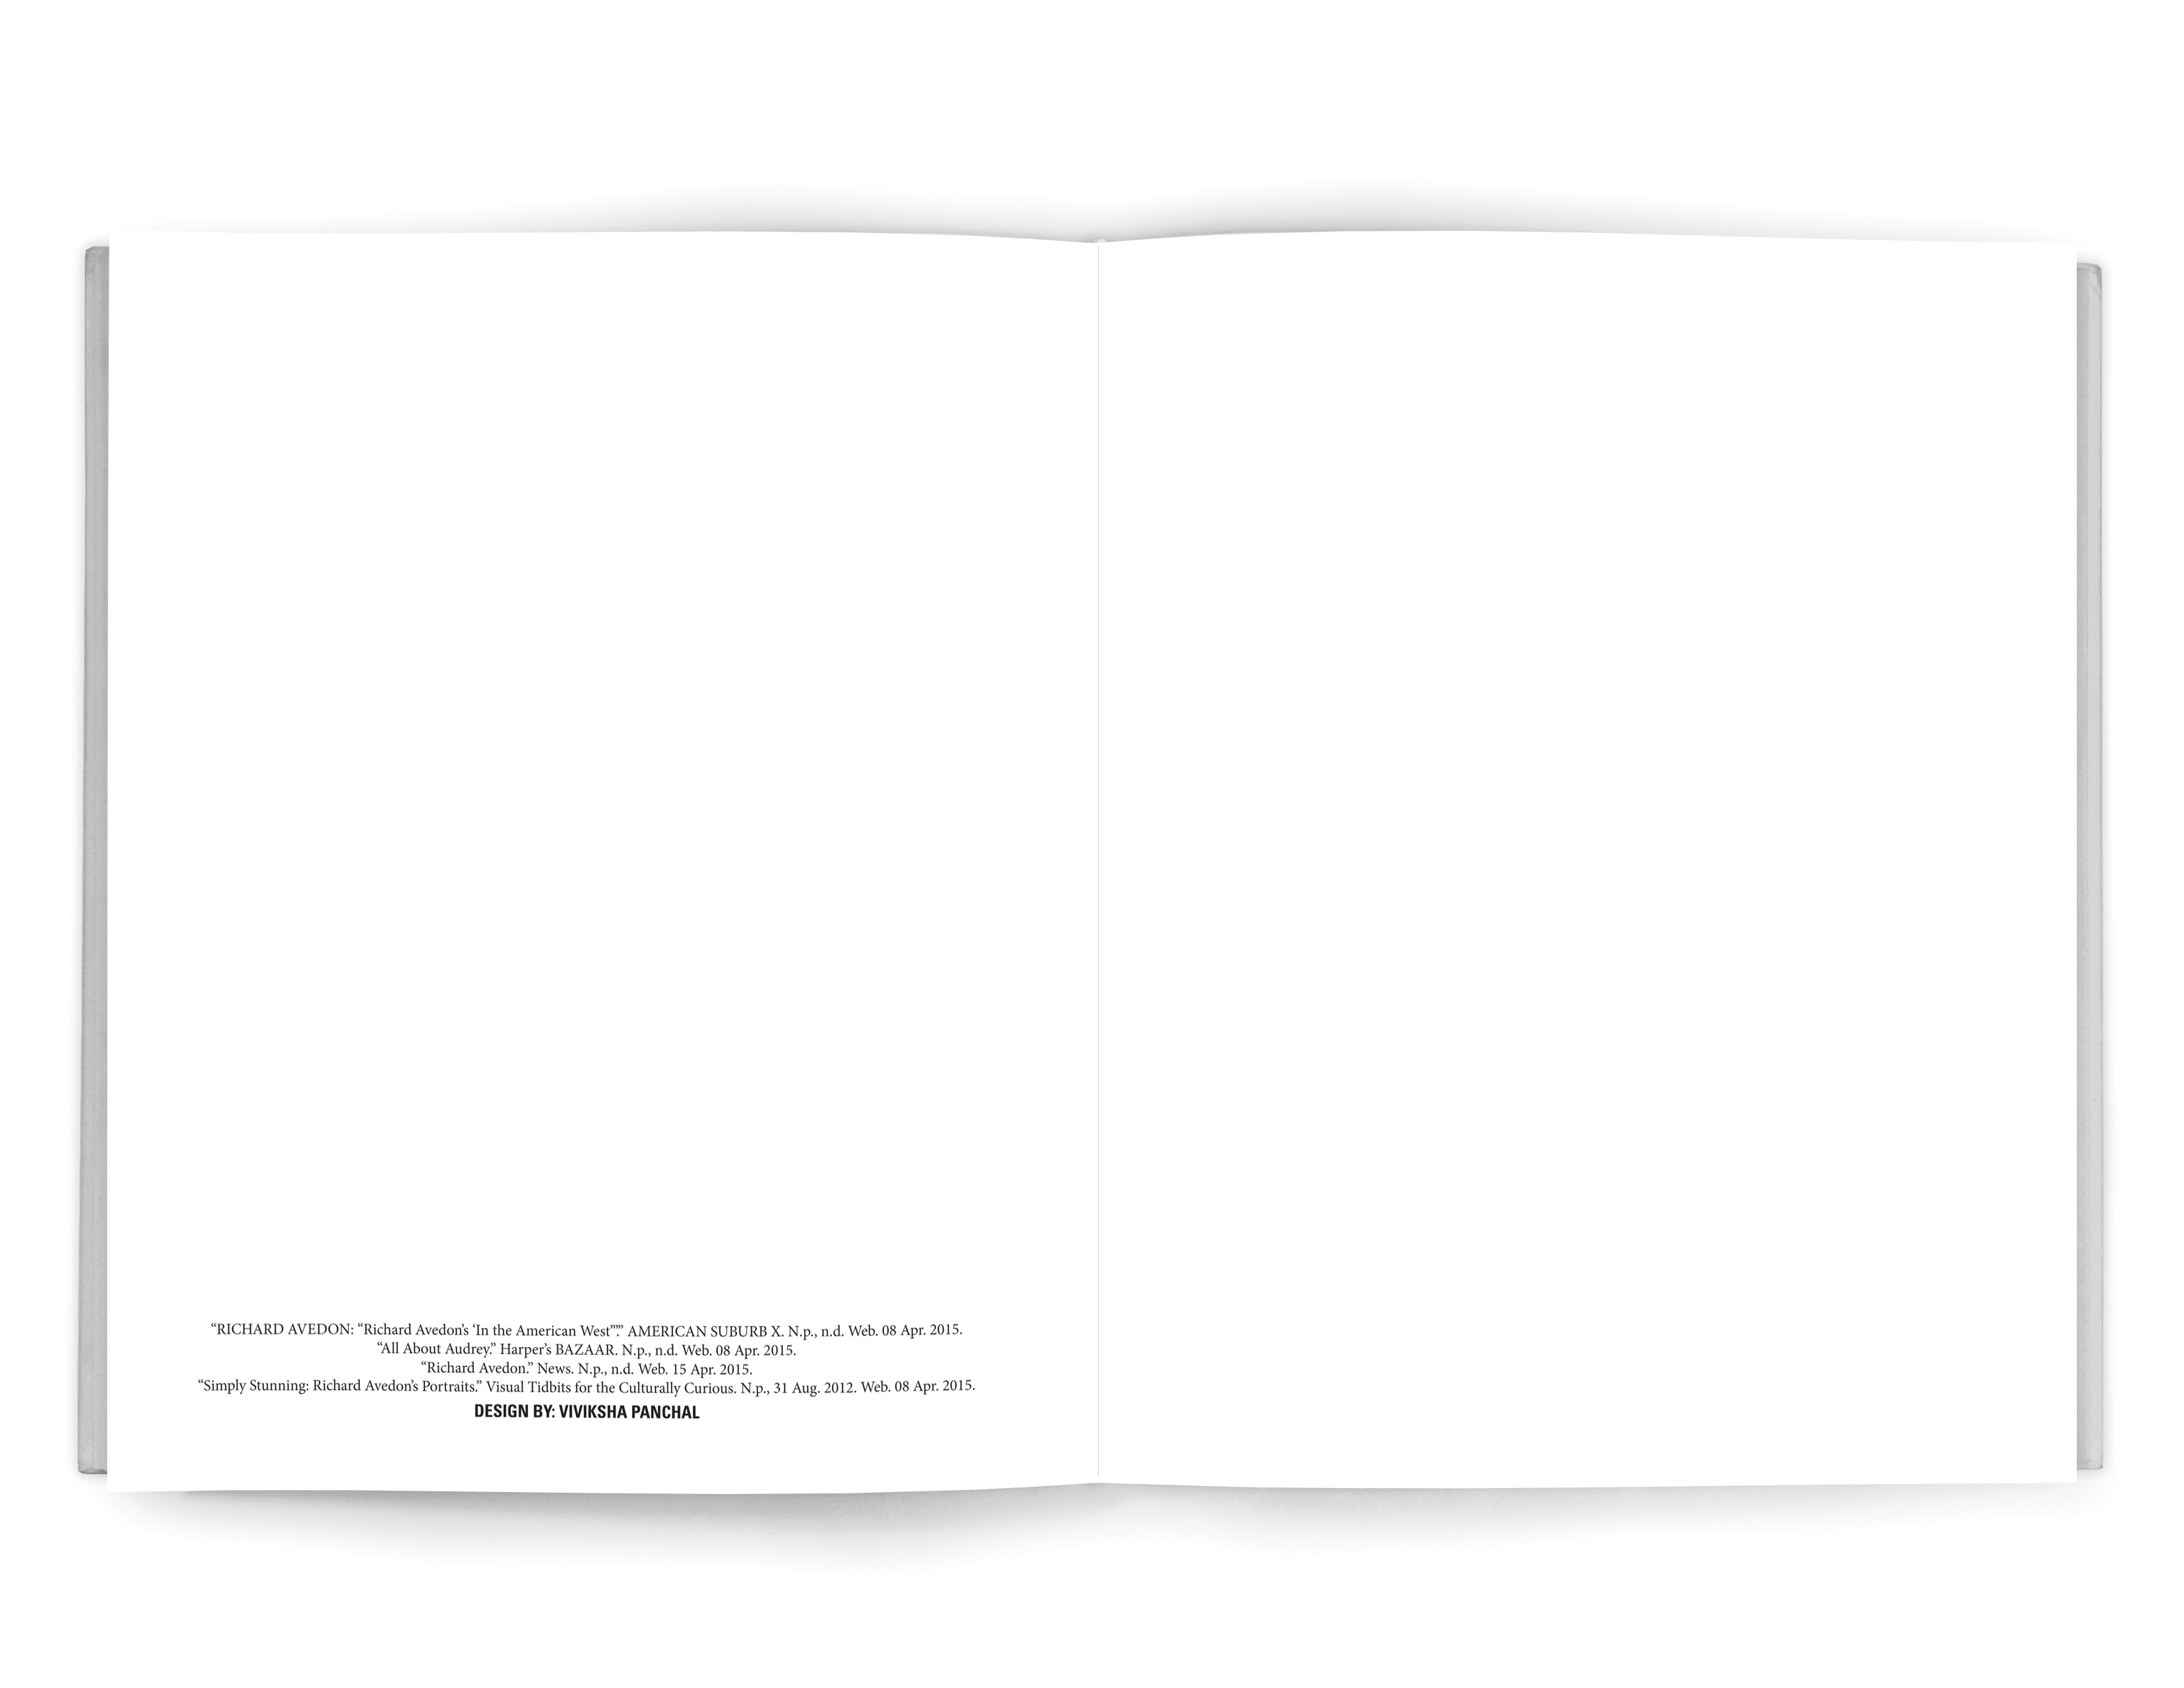 “RICHARD AVEDON: “Richard Avedon’s ‘In the American West’”.” AMERICAN SUBURB X. N.p., n.d. Web. 08 Apr. 2015.
“All About Audrey.” Harper’s BAZAAR. N.p., n.d. Web. 08 Apr. 2015.
“Richard Avedon.” News. N.p., n.d. Web. 15 Apr. 2015.
“Simply Stunning: Richard Avedon’s Portraits.” Visual Tidbits for the Culturally Curious. N.p., 31 Aug. 2012. Web. 08 Apr. 2015.
DESIGN BY: VIVIKSHA PANCHAL